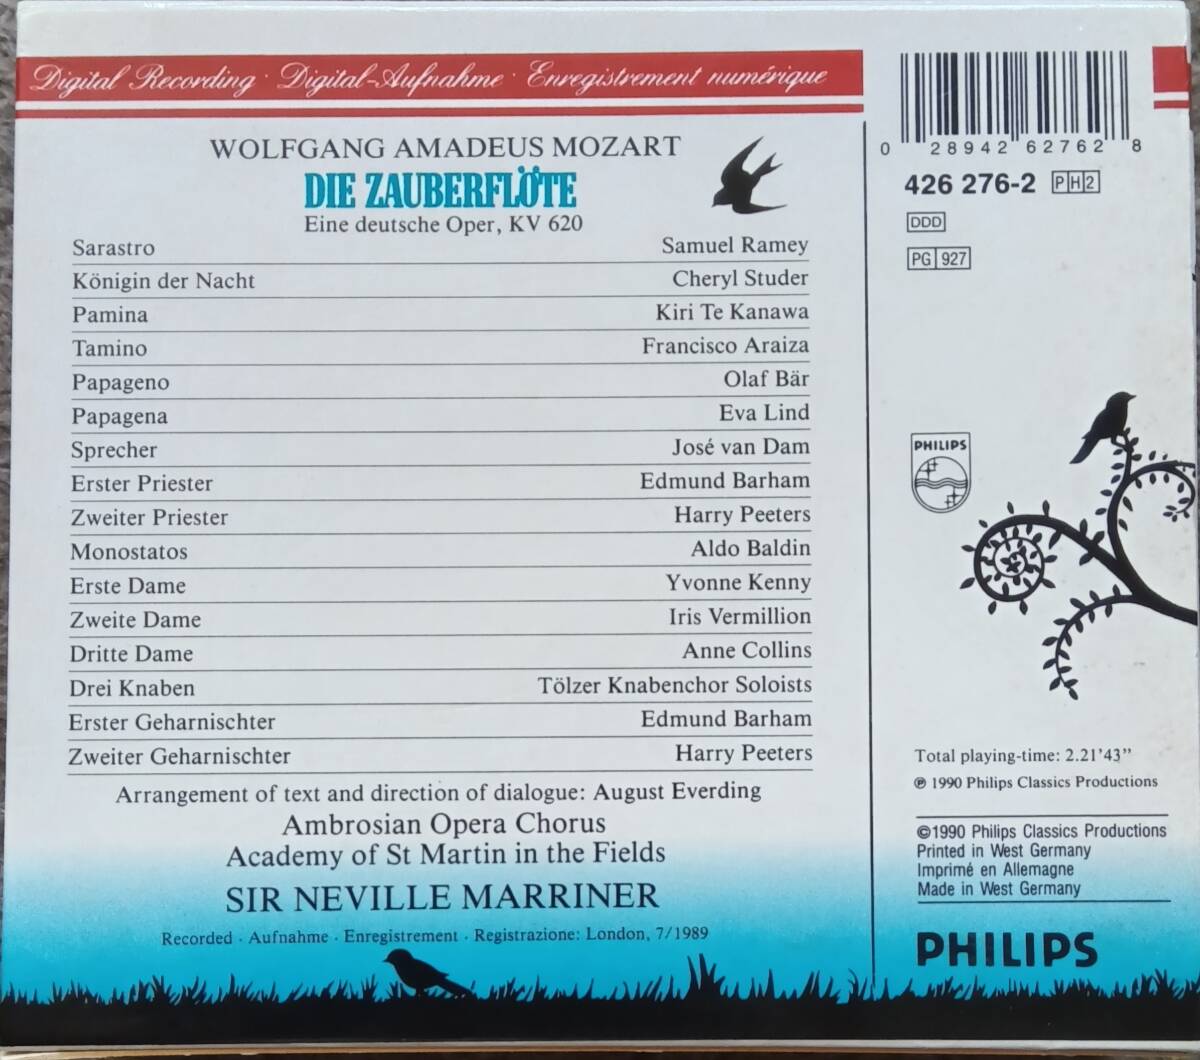 Digital Recording · Digital-Aufnahme · Enregistrement numérique
WOLFGANG AMADEUS MOZART
DIE ZAUBERFLÖTE
Eine deutsche Oper, KV 620
Sarastro Samuel Ramey
Königin der Nacht Cheryl Studer
Pamina Kiri Te Kanawa
Tamino Francisco Araiza
Papageno Olaf Bär
Papagena Eva Lind
Sprecher José van Dam
Erster Priester Edmund Barham
Zweiter Priester Harry Peeters
Monostatos Aldo Baldin
Erste Dame Yvonne Kenny
Zweite Dame Iris Vermillion
Dritte Dame Anne Collins
Drei Knaben Tölzer Knabenchor Soloists
Erster Geharnischter Edmund Barham
Zweiter Geharnischter Harry Peeters
Arrangement of text and direction of dialogue: August Everding
Ambrosian Opera Chorus
Academy of St Martin in the Fields
SIR NEVILLE MARRINER
Recorded · Aufnahme · Enregistrement · Registrazione: London, 7/1989
0 28942 62762 8
426 276-2 PH2
DDD
PG 927
PHILIPS
Total playing-time: 2.21'43"
℗ 1990 Philips Classics Productions
©1990 Philips Classics Productions
Printed in West Germany
Imprimé en Allemagne
Made in West Germany
PHILIPS